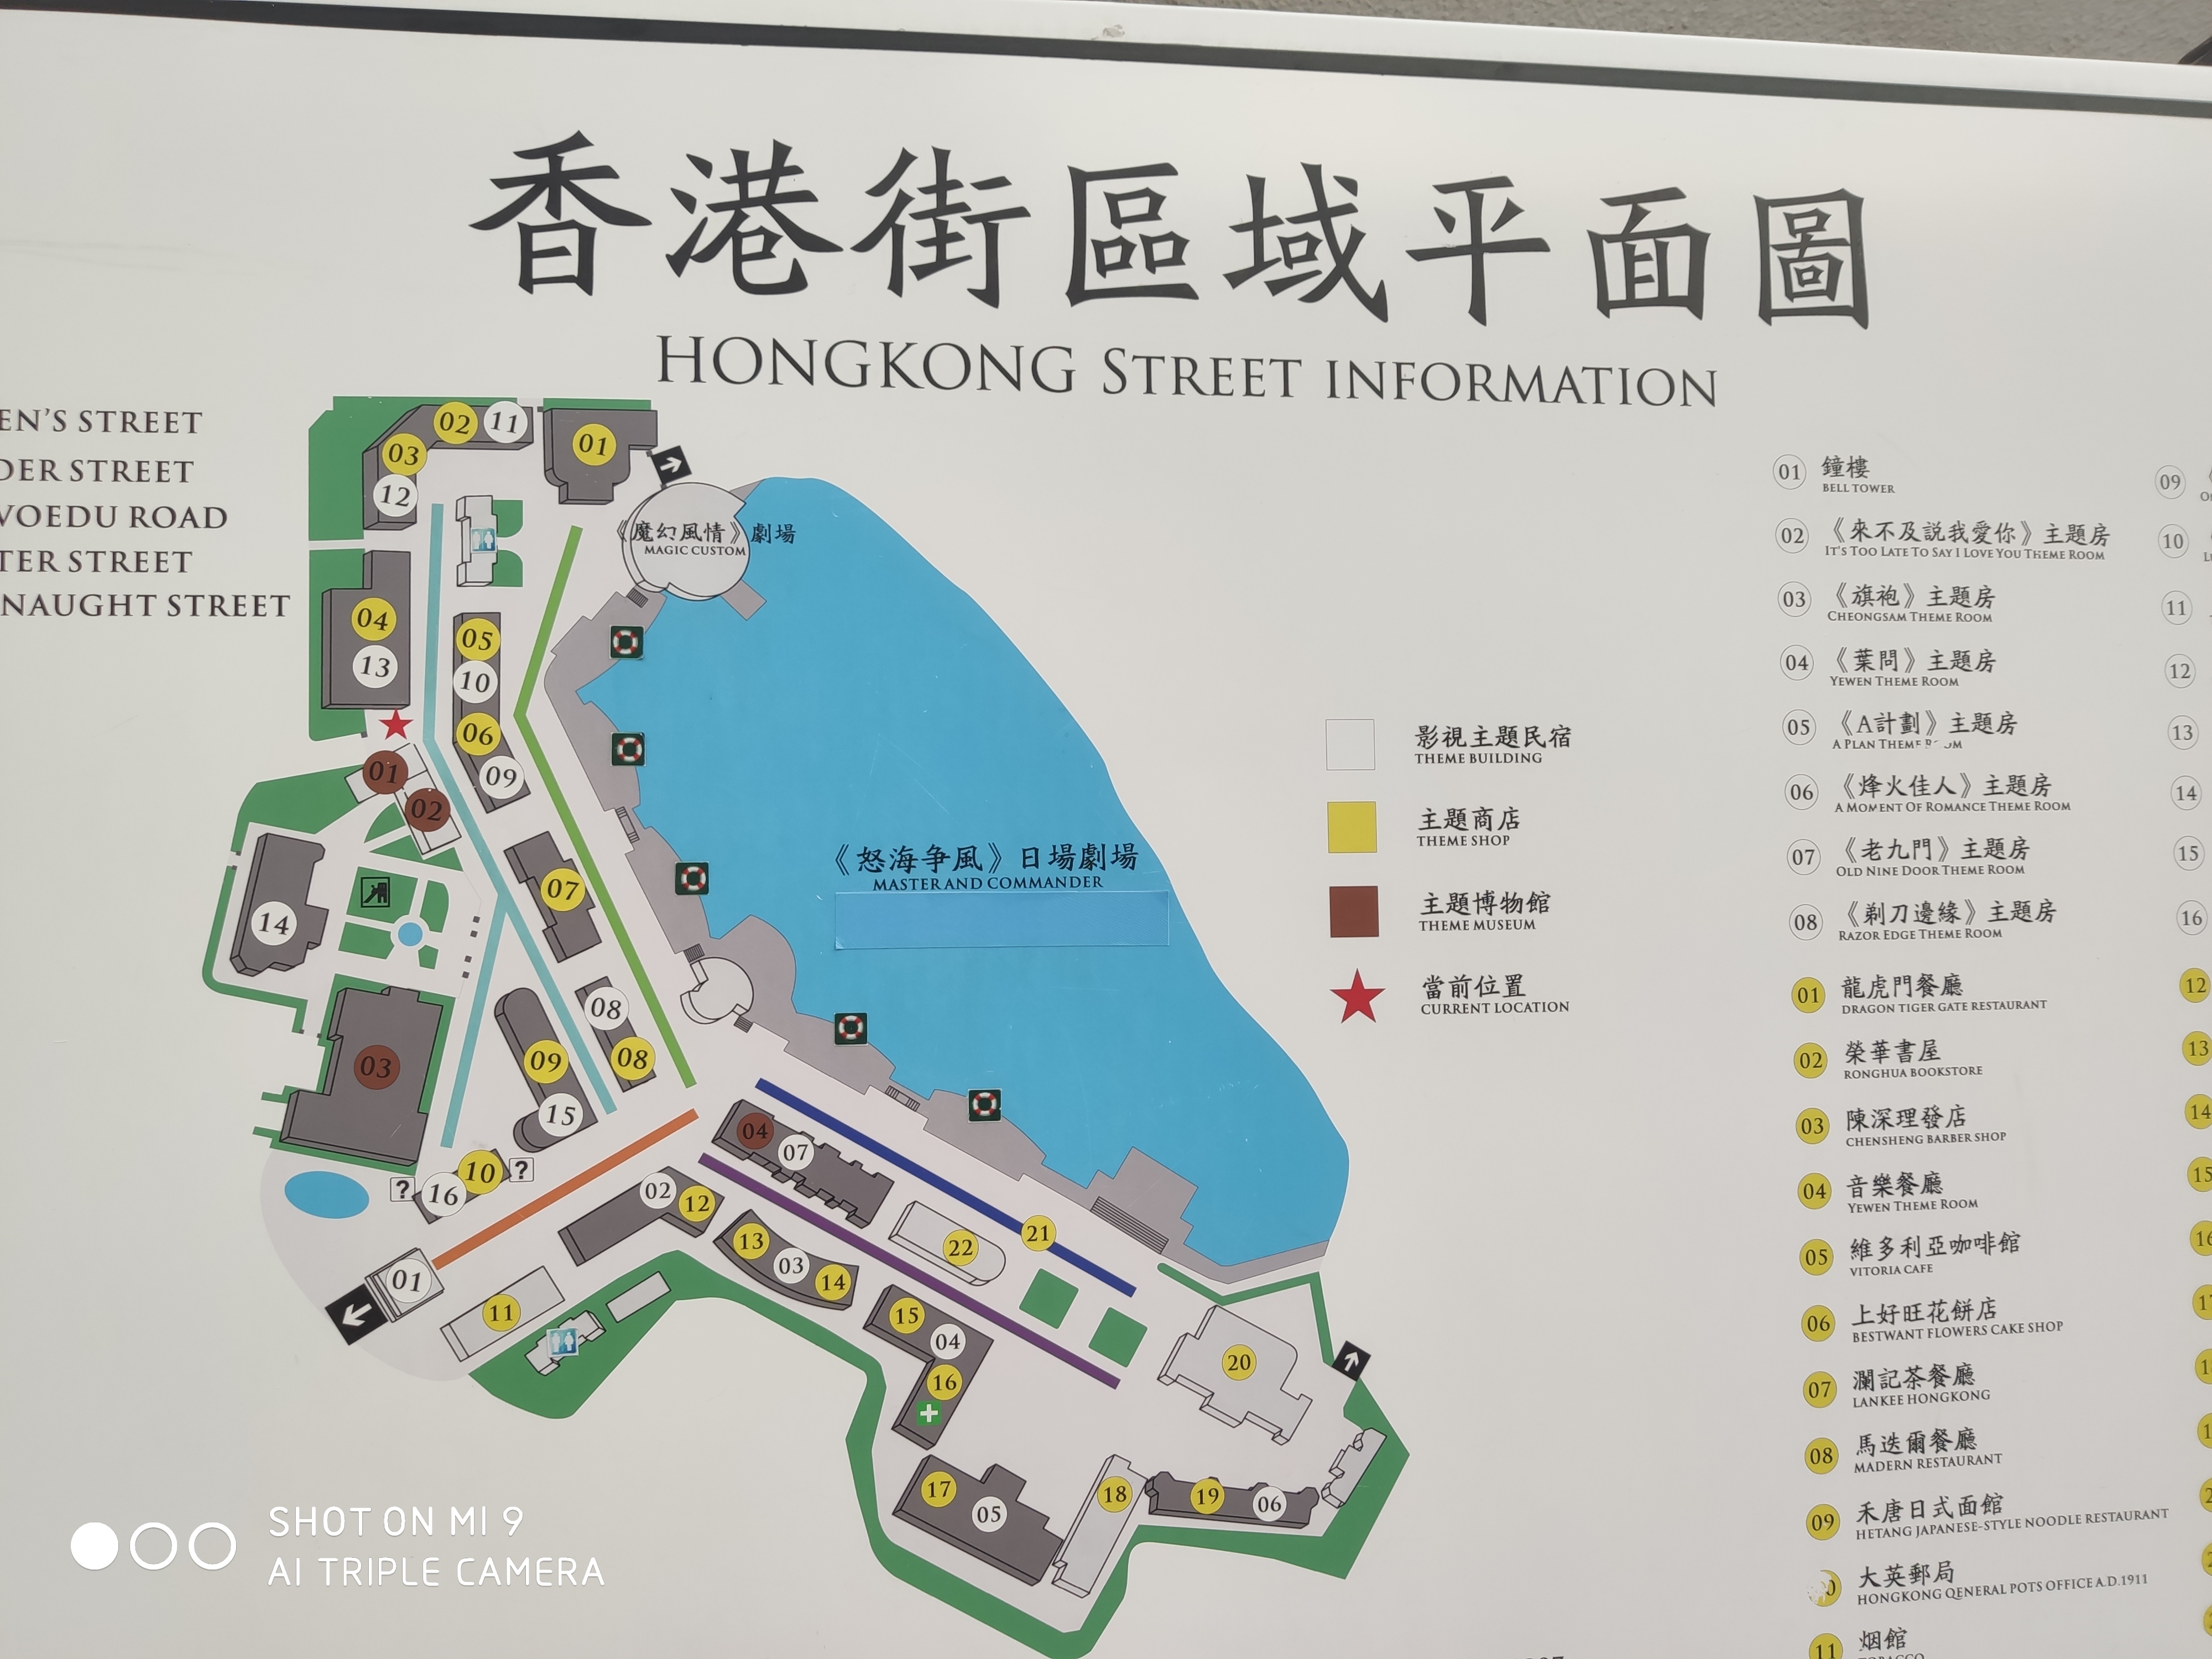 香港街區域平面圖
HONGKONG STREET INFORMATION
EN'S STREET
DER STREET
VOEDU ROAD
TER STREET
NAUGHT STREET
02
11
01
03
12
《魔幻風情》劇場
MAGIC CUSTOM
04
13
05
10
06
09
01
02
07
14
03
08
08
09
15
10
16
?
?
《怒海争風》日場劇場
MASTER AND COMMANDER
04
07
02
12
13
03
14
22
21
01
11
15
04
16
20
17
05
18
19
06
影視主題民宿
THEME BUILDING
主題商店
THEME SHOP
主題博物館
THEME MUSEUM
當前位置
CURRENT LOCATION
01 鐘樓
BELL TOWER
02 《來不及説我愛你》主題房
IT'S TOO LATE TO SAY I LOVE YOU THEME ROOM
03 《旗袍》主題房
CHEONGSAM THEME ROOM
04 《葉問》主題房
YEWEN THEME ROOM
05 《A計劃》主題房
A PLAN THEME
06 《烽火佳人》主題房
A MOMENT OF ROMANCE THEME ROOM
07 《老九門》主題房
OLD NINE DOOR THEME ROOM
08 《剃刀邊緣》主題房
RAZOR EDGE THEME ROOM
01 龍虎門餐廳
DRAGON TIGER GATE RESTAURANT
02 榮華書屋
RONGHUA BOOKSTORE
03 陳深理發店
CHENSHENG BARBER SHOP
04 音樂餐廳
YEWEN THEME ROOM
05 維多利亞咖啡館
VITORIA CAFE
06 上好旺花餅店
BESTWANT FLOWERS CAKE SHOP
07 瀾記茶餐廳
LANKEE HONGKONG
08 馬迭爾餐廳
MADERN RESTAURANT
09 禾唐日式面館
HETANG JAPANESE-STYLE NOODLE RESTAURANT
大英郵局
HONGKONG QENERAL POTS OFFICE A.D.1911
11 烟館
09
10
11
12
13
14
15
16
12
13
14
15
SHOT ON MI 9
AI TRIPLE CAMERA